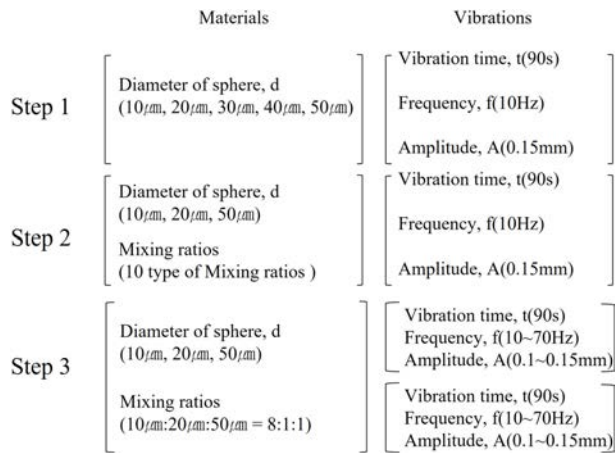 Materials
Vibrations
Step 1
Diameter of sphere, d
(10㎛, 20㎛, 30㎛, 40㎛, 50㎛)
Vibration time, t(90s)
Frequency, f(10Hz)
Amplitude, A(0.15mm)
Step 2
Diameter of sphere, d
(10㎛, 20㎛, 50㎛)
Mixing ratios
(10 type of Mixing ratios )
Vibration time, t(90s)
Frequency, f(10Hz)
Amplitude, A(0.15mm)
Step 3
Diameter of sphere, d
(10㎛, 20㎛, 50㎛)
Mixing ratios
(10㎛:20㎛:50㎛ = 8:1:1)
Vibration time, t(90s)
Frequency, f(10~70Hz)
Amplitude, A(0.1~0.15mm)
Vibration time, t(90s)
Frequency, f(10~70Hz)
Amplitude, A(0.1~0.15mm)